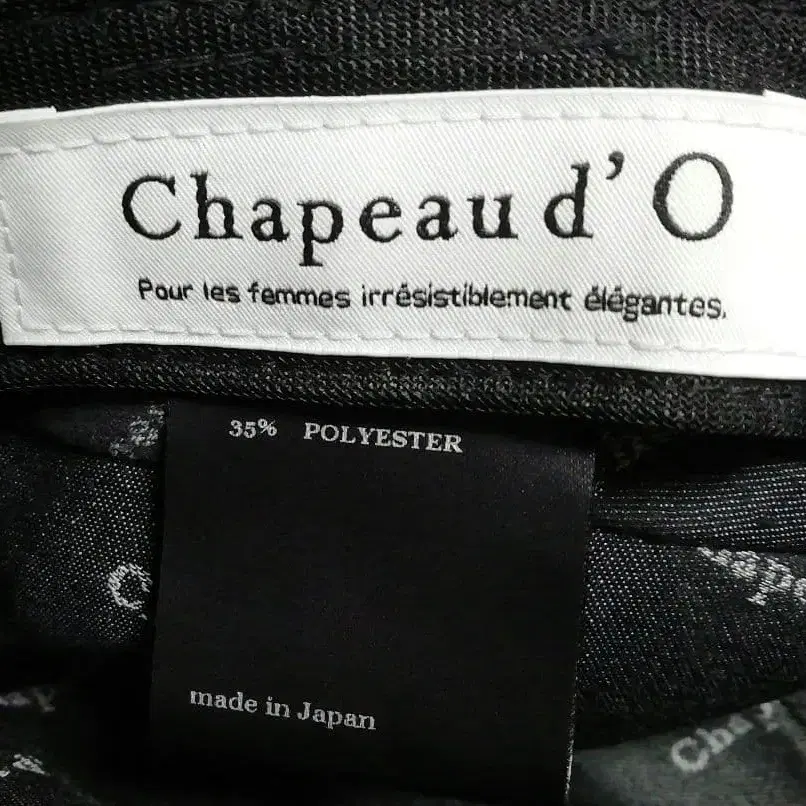 Chapeau d'O
Pour les femmes irrésistiblement élégantes.
35% POLYESTER
made in Japan